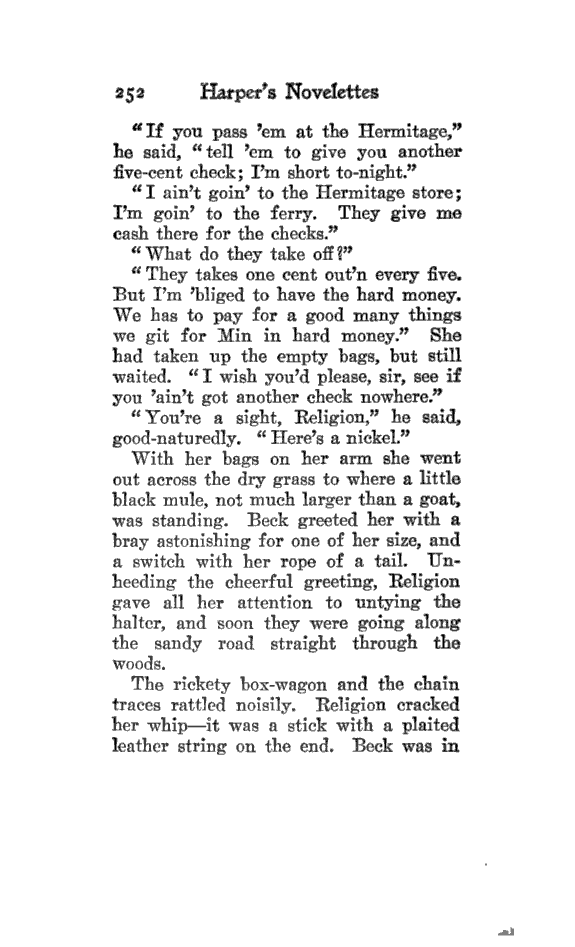 252 Harper's Novelettes
"If you pass 'em at the Hermitage,"
he said, "tell 'em to give you another
five-cent check; I'm short to-night."
"I ain't goin' to the Hermitage store;
I'm goin' to the ferry. They give me
cash there for the checks."
"What do they take off?"
"They takes one cent out'n every five.
But I'm 'bliged to have the hard money.
We has to pay for a good many things
we git for Min in hard money." She
had taken up the empty bags, but still
waited. "I wish you'd please, sir, see if
you 'ain't got another check nowhere."
"You're a sight, Religion," he said,
good-naturedly. "Here's a nickel."
With her bags on her arm she went
out across the dry grass to where a little
black mule, not much larger than a goat,
was standing. Beck greeted her with a
bray astonishing for one of her size, and
a switch with her rope of a tail. Un-
heeding the cheerful greeting, Religion
gave all her attention to untying the
halter, and soon they were going along
the sandy road straight through the
woods.
The rickety box-wagon and the chain
traces rattled noisily. Religion cracked
her whip—it was a stick with a plaited
leather string on the end. Beck was in